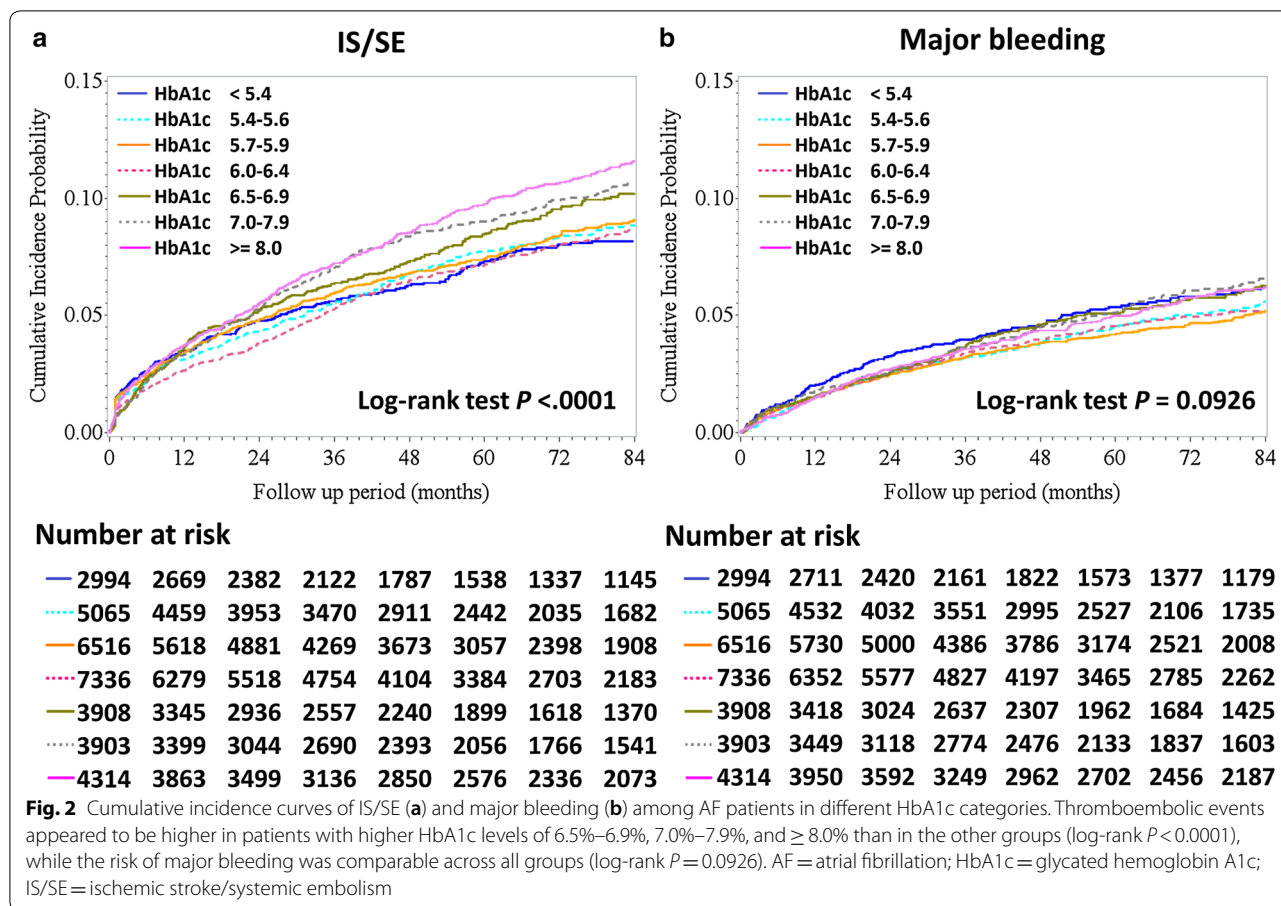 a
IS/SE
Cumulative Incidence Probability
0.15
0.10
0.05
0.00
HbA1c < 5.4
HbA1c 5.4-5.6
HbA1c 5.7-5.9
HbA1c 6.0-6.4
HbA1c 6.5-6.9
HbA1c 7.0-7.9
HbA1c >= 8.0
Log-rank test P <.0001
0 12 24 36 48 60 72 84
Follow up period (months)
b
Major bleeding
Cumulative Incidence Probability
0.15
0.10
0.05
0.00
HbA1c < 5.4
HbA1c 5.4-5.6
HbA1c 5.7-5.9
HbA1c 6.0-6.4
HbA1c 6.5-6.9
HbA1c 7.0-7.9
HbA1c >= 8.0
Log-rank test P = 0.0926
0 12 24 36 48 60 72 84
Follow up period (months)
Number at risk
2994 2669 2382 2122 1787 1538 1337 1145
5065 4459 3953 3470 2911 2442 2035 1682
6516 5618 4881 4269 3673 3057 2398 1908
7336 6279 5518 4754 4104 3384 2703 2183
3908 3345 2936 2557 2240 1899 1618 1370
3903 3399 3044 2690 2393 2056 1766 1541
4314 3863 3499 3136 2850 2576 2336 2073
Number at risk
2994 2711 2420 2161 1822 1573 1377 1179
5065 4532 4032 3551 2995 2527 2106 1735
6516 5730 5000 4386 3786 3174 2521 2008
7336 6352 5577 4827 4197 3465 2785 2262
3908 3418 3024 2637 2307 1962 1684 1425
3903 3449 3118 2774 2476 2133 1837 1603
4314 3950 3592 3249 2962 2702 2456 2187
Fig. 2 Cumulative incidence curves of IS/SE (a) and major bleeding (b) among AF patients in different HbA1c categories. Thromboembolic events
appeared to be higher in patients with higher HbA1c levels of 6.5%–6.9%, 7.0%–7.9%, and ≥ 8.0% than in the other groups (log-rank P < 0.0001),
while the risk of major bleeding was comparable across all groups (log-rank P = 0.0926). AF = atrial fibrillation; HbA1c = glycated hemoglobin A1c;
IS/SE = ischemic stroke/systemic embolism